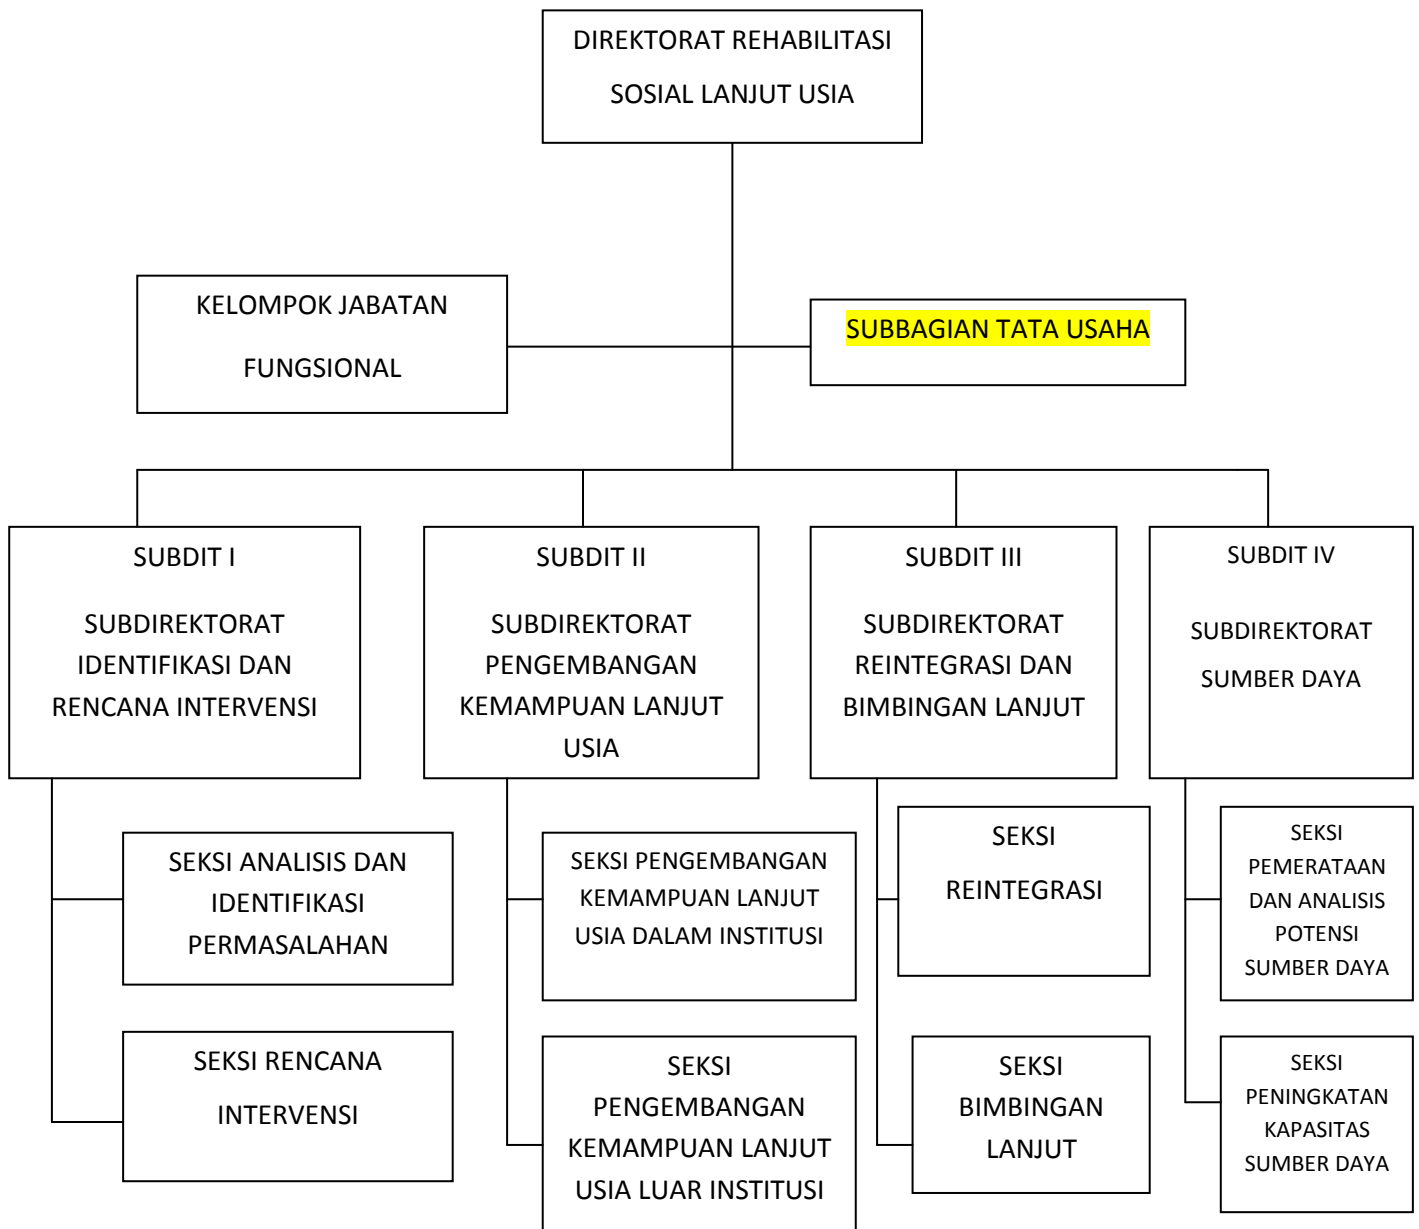 DIREKTORAT REHABILITASI
SOSIAL LANJUT USIA
KELOMPOK JABATAN
FUNGSIONAL
SUBBAGIAN TATA USAHA
SUBDIT I
SUBDIREKTORAT
IDENTIFIKASI DAN
RENCANA INTERVENSI
SUBDIT II
SUBDIREKTORAT
PENGEMBANGAN
KEMAMPUAN LANJUT
USIA
SUBDIT III
SUBDIREKTORAT
REINTEGRASI DAN
BIMBINGAN LANJUT
SUBDIT IV
SUBDIREKTORAT
SUMBER DAYA
SEKSI ANALISIS DAN
IDENTIFIKASI
PERMASALAHAN
SEKSI PENGEMBANGAN
KEMAMPUAN LANJUT
USIA DALAM INSTITUSI
SEKSI
REINTEGRASI
SEKSI
PEMERATAAN
DAN ANALISIS
POTENSI
SUMBER DAYA
SEKSI RENCANA
INTERVENSI
SEKSI
PENGEMBANGAN
KEMAMPUAN LANJUT
USIA LUAR INSTITUSI
SEKSI
BIMBINGAN
LANJUT
SEKSI
PENINGKATAN
KAPASITAS
SUMBER DAYA